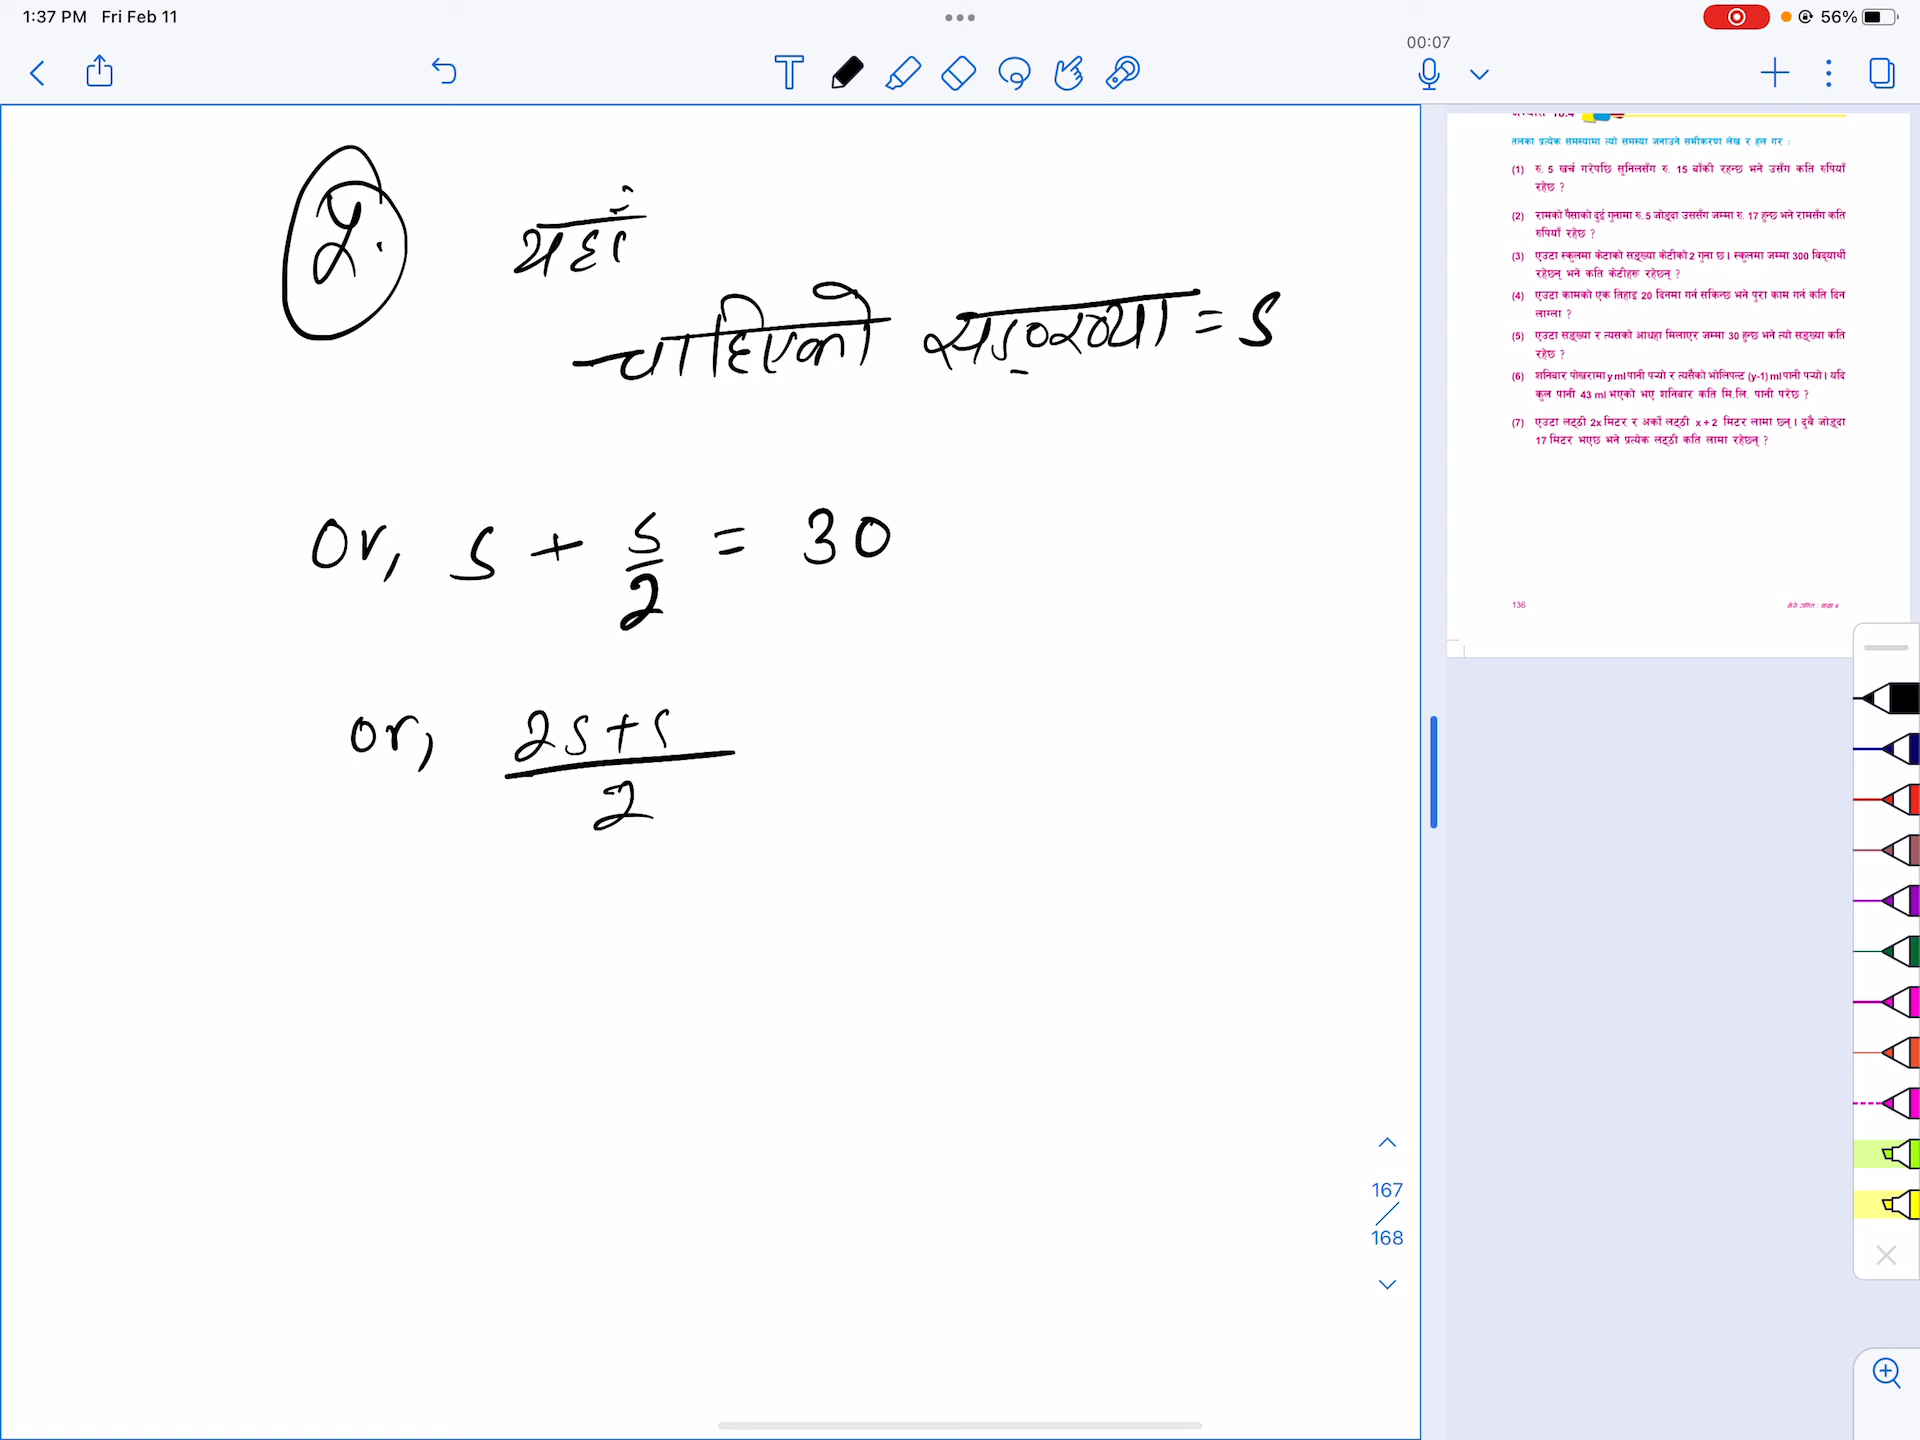 1:37 PM Fri Feb 11
56%
00:07
५.
यहाँ
चाहिएको सङ्ख्या = s
or, s + s/2 = 30
or, 2s+s
2
तलका प्रत्येक समस्यामा त्यो समस्या जनाउने समीकरण लेख र हल गर :
(1) रु. 5 खर्च गरेपछि सुनिलसँग रु. 15 बाँकी रहन्छ भने उसँग कति रुपियाँ
रहेछ ?
(2) रामको पैसाको दुई गुनामा रु. 5 जोड्दा उससँग जम्मा रु. 17 हुन्छ भने रामसँग कति
रुपियाँ रहेछ ?
(3) एउटा स्कुलमा केटाको सङ्ख्या केटीको 2 गुना छ। स्कुलमा जम्मा 300 विद्यार्थी
रहेछन् भने कति केटीहरू रहेछन् ?
(4) एउटा कामको एक तिहाइ 20 दिनमा गर्न सकिन्छ भने पुरा काम गर्न कति दिन
लाग्ला ?
(5) एउटा सङ्ख्या र त्यसको आधहा मिलाएर जम्मा 30 हुन्छ भने त्यो सङ्ख्या कति
रहेछ ?
(6) शनिबार पोखरामा y ml पानी पर्‍यो र त्यसैको भोलिपल्ट (y-1) ml पानी पर्‍यो। यदि
कुल पानी 43 ml भएको भए शनिबार कति मि.लि. पानी परेछ ?
(7) एउटा लट्ठी 2x मिटर र अर्को लट्ठी x + 2 मिटर लामा छन्। दुवै जोड्दा
17 मिटर भएछ भने प्रत्येक लट्ठी कति लामा रहेछन् ?
136
167
168